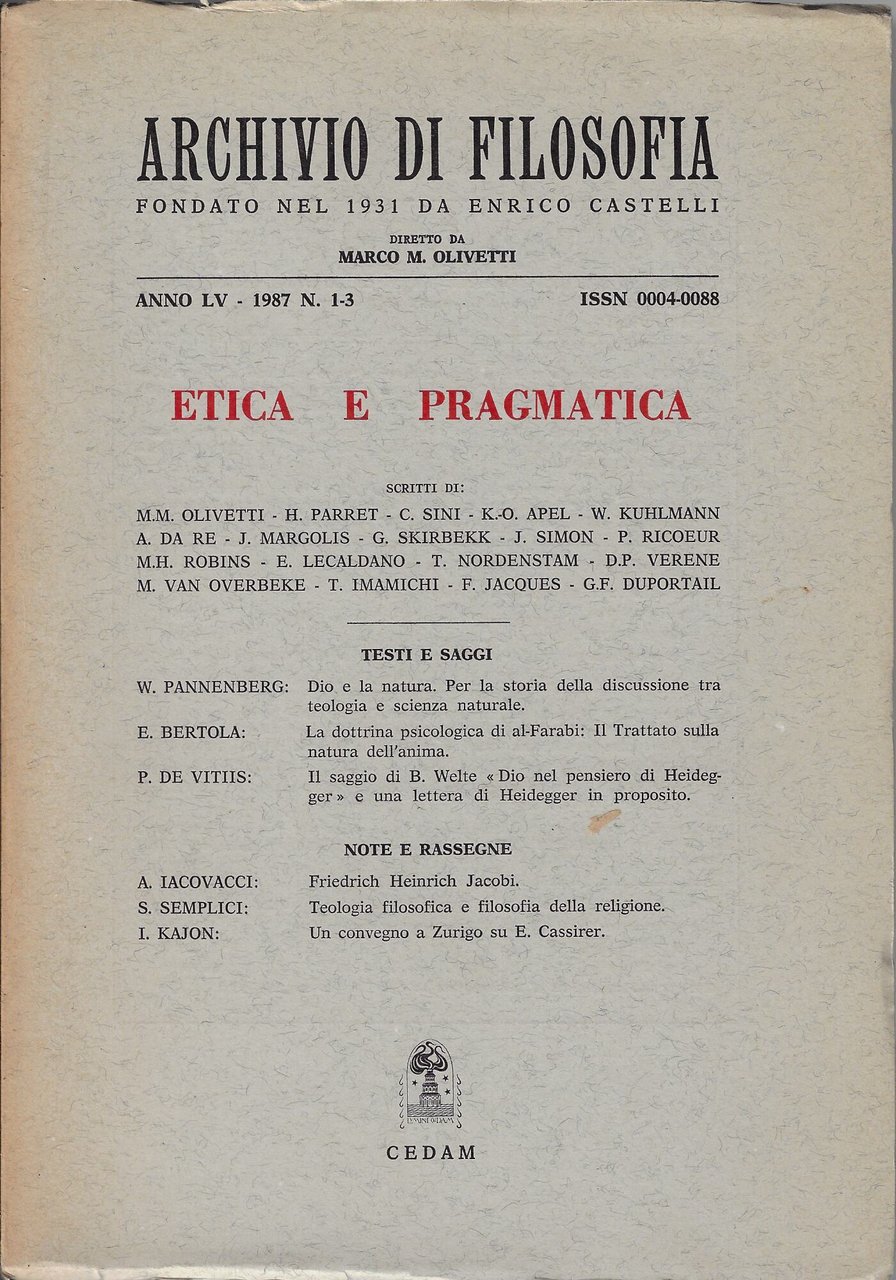 ARCHIVIO DI FILOSOFIA
FONDATO NEL 1931 DA ENRICO CASTELLI
DIRETTO DA
MARCO M. OLIVETTI
ANNO LV - 1987 N. 1-3 ISSN 0004-0088
ETICA E PRAGMATICA
SCRITTI DI:
M.M. OLIVETTI - H. PARRET - C. SINI - K.-O. APEL - W. KUHLMANN
A. DA RE - J. MARGOLIS - G. SKIRBEKK - J. SIMON - P. RICOEUR
M.H. ROBINS - E. LECALDANO - T. NORDENSTAM - D.P. VERENE
M. VAN OVERBEKE - T. IMAMICHI - F. JACQUES - G.F. DUPORTAIL
TESTI E SAGGI
W. PANNENBERG: Dio e la natura. Per la storia della discussione tra
teologia e scienza naturale.
E. BERTOLA: La dottrina psicologica di al-Farabi: Il Trattato sulla
natura dell'anima.
P. DE VITIIS: Il saggio di B. Welte «Dio nel pensiero di Heideg-
ger» e una lettera di Heidegger in proposito.
NOTE E RASSEGNE
A. IACOVACCI: Friedrich Heinrich Jacobi.
S. SEMPLICI: Teologia filosofica e filosofia della religione.
I. KAJON: Un convegno a Zurigo su E. Cassirer.
CEDAM